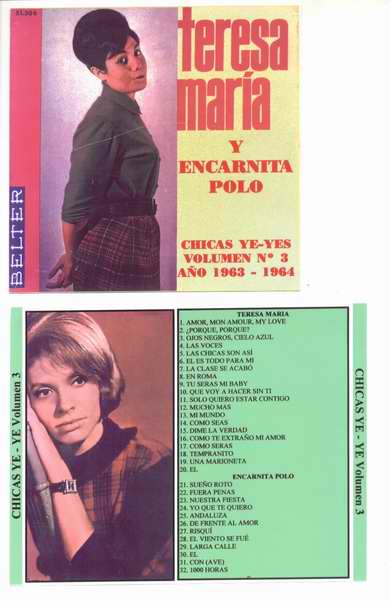 51.306
teresa
maría
Y
ENCARNITA
POLO
CHICAS YE-YES
VOLUMEN Nº 3
AÑO 1963 - 1964
BELTER
CHICAS YE - YE Volumen 3
TERESA MARIA
1. AMOR, MON AMOUR, MY LOVE
2. ¿PORQUE, PORQUE?
3. OJOS NEGROS, CIELO AZUL
4. LAS VOCES
5. LAS CHICAS SON ASÍ
6. EL ES TODO PARA MÍ
7. LA CLASE SE ACABÓ
8. EN ROMA
9. TU SERAS MI BABY
10. QUE VOY A HACER SIN TI
11. SOLO QUIERO ESTAR CONTIGO
12. MUCHO MAS
13. MI MUNDO
14. COMO SEAS
15. DIME LA VERDAD
16. COMO TE EXTRAÑO MI AMOR
17. COMO SERAS
18. TEMPRANITO
19. UNA MARIONETA
20. EL
ENCARNITA POLO
21. SUEÑO ROTO
22. FUERA PENAS
23. NUESTRA FIESTA
24. YO QUE TE QUIERO
25. ANDALUZA
26. DE FRENTE AL AMOR
27. RISQUÍ
28. EL VIENTO SE FUÉ
29. LARGA CALLE
30. EL
31. CON (AVE)
32. 1000 HORAS
CHICAS YE - YE Volumen 3